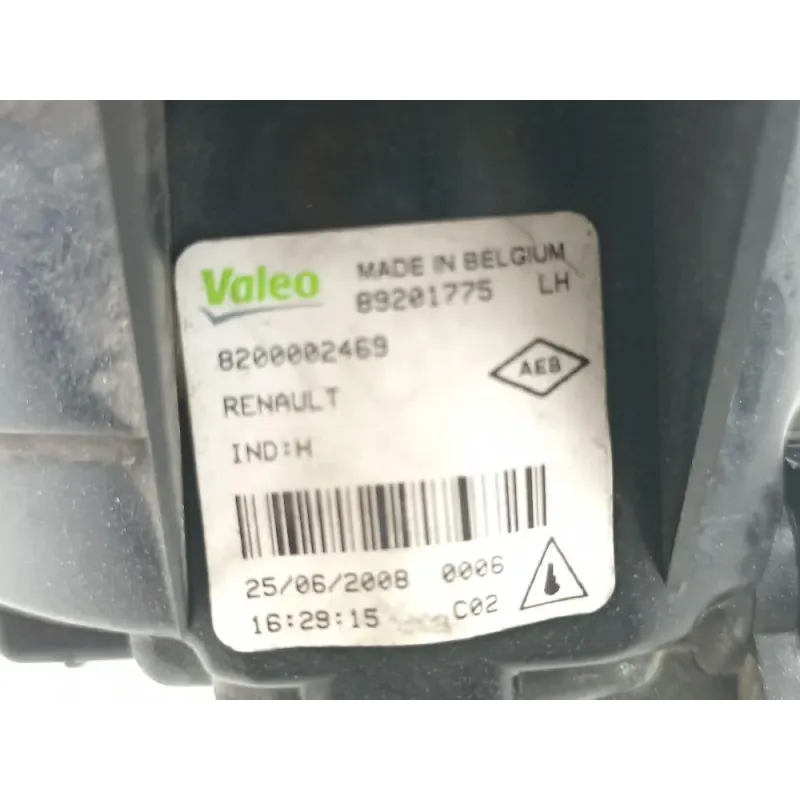 Valeo MADE IN BELGIUM
89201775 LH
8200002469
AEB
RENAULT
IND:H
25/06/2008 0006
16:29:15 C02